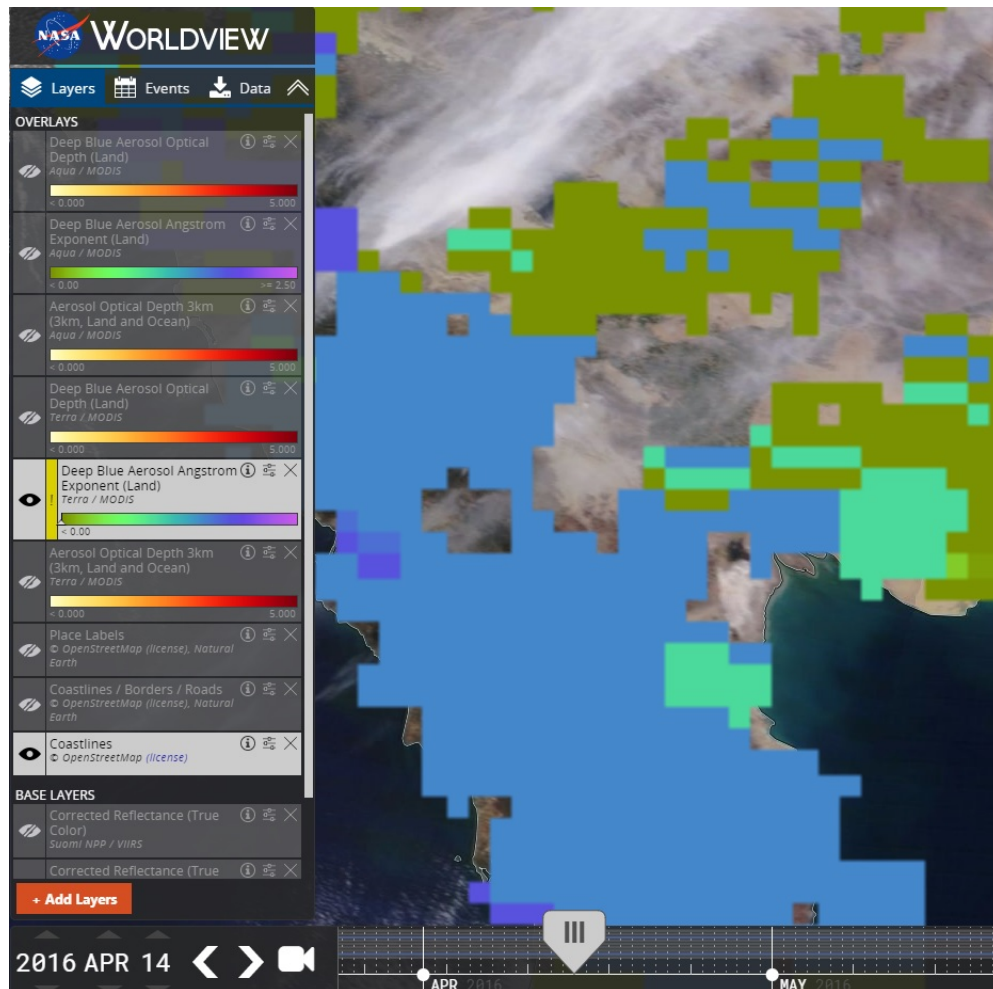 NASA WORLDVIEW
Layers Events Data
OVERLAYS
Deep Blue Aerosol Optical
Depth (Land)
Aqua / MODIS
< 0.000 5.000
Deep Blue Aerosol Angstrom
Exponent (Land)
Aqua / MODIS
< 0.00 >= 2.50
Aerosol Optical Depth 3km
(3km, Land and Ocean)
Aqua / MODIS
< 0.000 5.000
Deep Blue Aerosol Optical
Depth (Land)
Terra / MODIS
< 0.000 5.000
Deep Blue Aerosol Angstrom
Exponent (Land)
Terra / MODIS
< 0.00
Aerosol Optical Depth 3km
(3km, Land and Ocean)
Terra / MODIS
< 0.000 5.000
Place Labels
© OpenStreetMap (license), Natural
Earth
Coastlines / Borders / Roads
© OpenStreetMap (license), Natural
Earth
Coastlines
© OpenStreetMap (license)
BASE LAYERS
Corrected Reflectance (True
Color)
Suomi NPP / VIIRS
Corrected Reflectance (True
+ Add Layers
2016 APR 14
APR 2016
MAY 2016